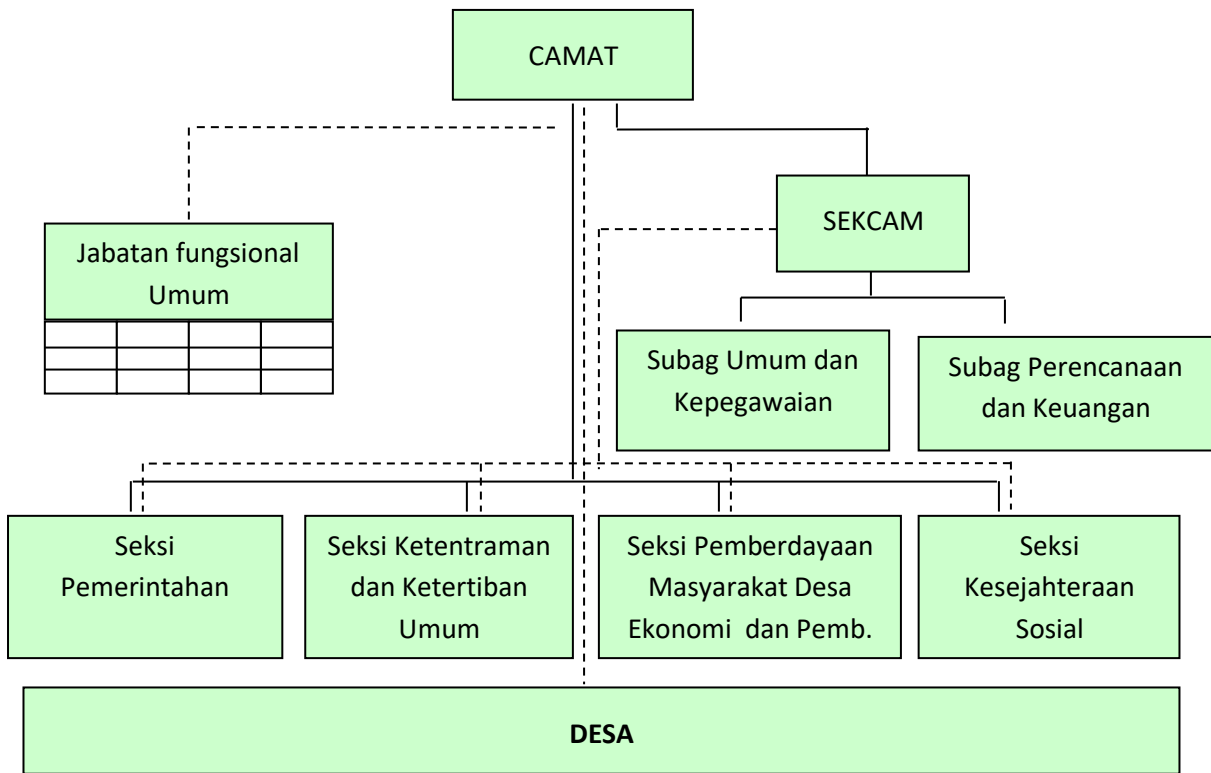 CAMAT
SEKCAM
Jabatan fungsional
Umum
Subag Umum dan
Kepegawaian
Subag Perencanaan
dan Keuangan
Seksi
Pemerintahan
Seksi Ketentraman
dan Ketertiban
Umum
Seksi Pemberdayaan
Masyarakat Desa
Ekonomi dan Pemb.
Seksi
Kesejahteraan
Sosial
DESA